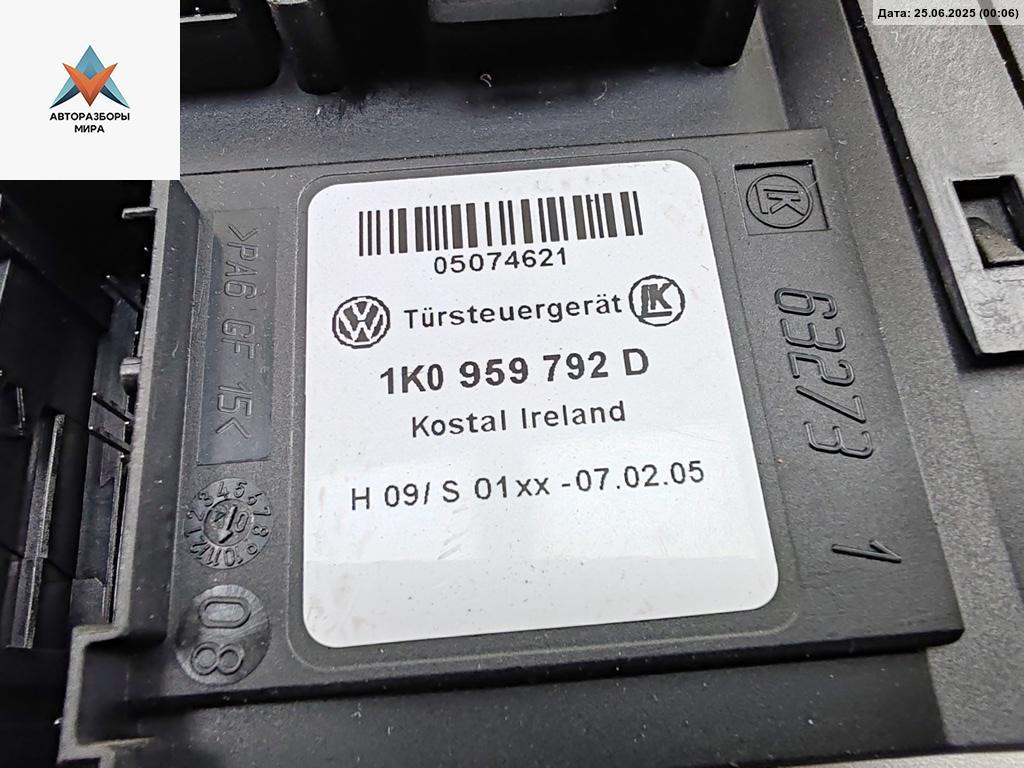 Дата: 25.06.2025 (00:06)
АВТОРАЗБОРЫ
МИРА
05074621
Türsteuergerät
1K0 959 792 D
Kostal Ireland
H 09/ S 01xx -07.02.05
>PA6 GF 15<
08
63273
1